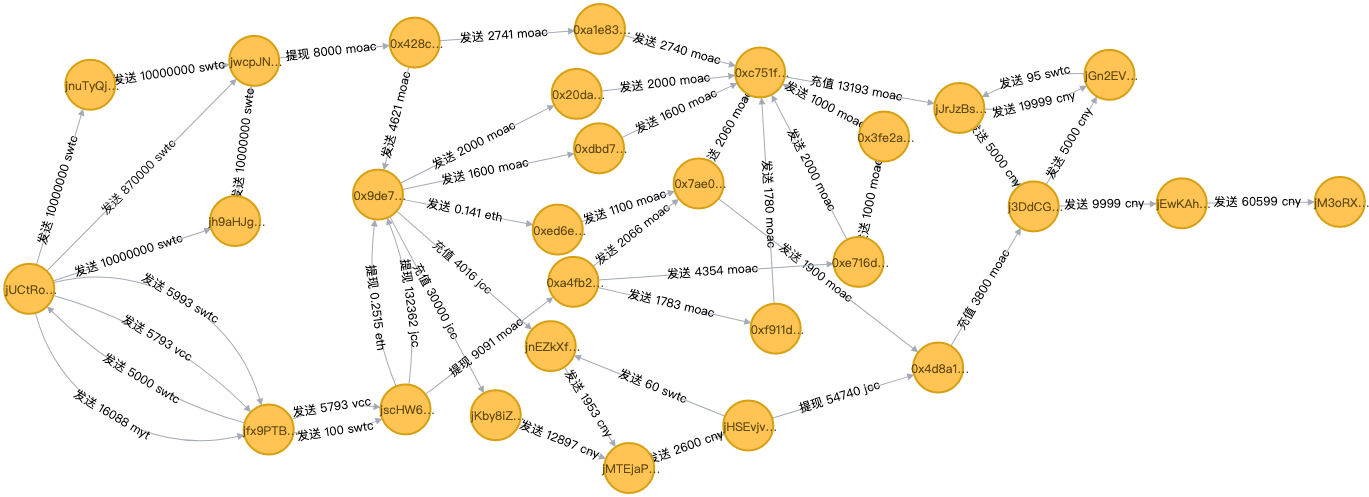 0xa1e83...
0x428c...
发送 2741 moac
发送 2740 moac
提现 8000 moac
jwcpJN...
发送 10000000 swtc
jnuTyQj...
0xc751f...
jGn2EV...
发送 95 swtc
充值 13193 moac
发送 2000 moac
0x20da...
jJrJzBs...
发送 19999 cny
发送 4621 moac
发送 1600 moac
发送 1000 moac
0x3fe2a...
发送 5000 cny
发送 10000000 swtc
发送 2000 moac
0xdbd7...
送 2060 moac
发送 5000 cny
发送 870000 swtc
发送 1600 moac
发送 2000 moac
发送 10000000 swtc
0x9de7...
0x7ae0...
发送 1780 moac
发送 1000 moac
j3DdCG...
发送 9999 cny
jEwKAh...
发送 60599 cny
jM3oRX...
jh9aHJg...
发送 0.141 eth
发送 1100 moac
0xed6e...
发送 2066 moac
发送 10000000 swtc
充值 4016 jcc
发送 4354 moac
发送 1900 moac
0xe716d...
jUCtRo...
发送 5993 swtc
提现 0.2515 eth
提现 132362 jcc
充值 30000 jcc
0xa4fb2...
发送 1783 moac
充值 3800 moac
发送 5793 vcc
提现 9091 moac
jnEZkXf...
0xf911d...
发送 5000 swtc
发送 60 swtc
0x4d8a1...
发送 16088 myt
发送 5793 vcc
jscHW6...
jKby8iZ...
发送 1953 cny
提现 54740 jcc
jfx9PTB...
发送 100 swtc
发送 12897 cny
发送 2600 cny
jHSEvjv...
jMTEjaP...